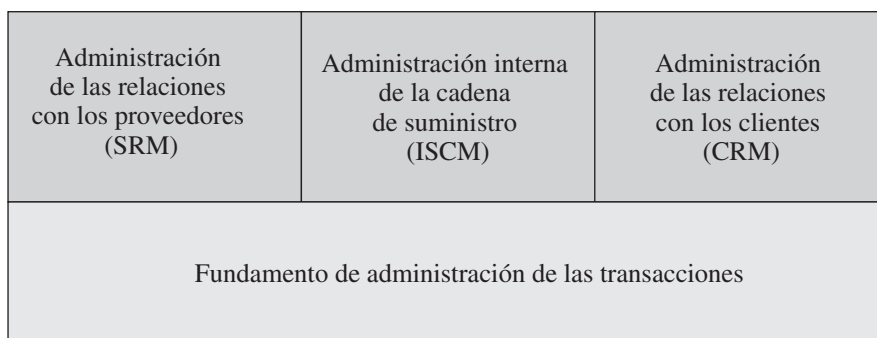 Administración
de las relaciones
con los proveedores
(SRM)
Administración interna
de la cadena
de suministro
(ISCM)
Administración
de las relaciones
con los clientes
(CRM)
Fundamento de administración de las transacciones